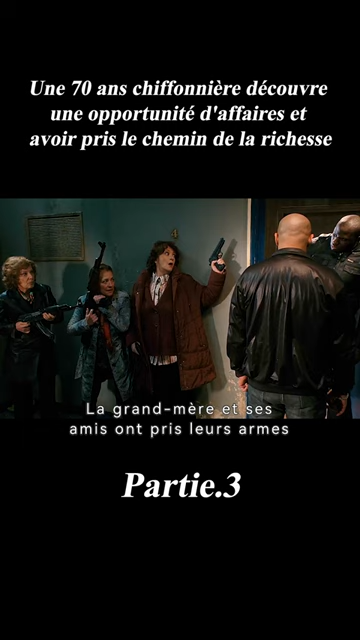 Une 70 ans chiffonnière découvre
une opportunité d'affaires et
avoir pris le chemin de la richesse
La grand-mère et ses
amis ont pris leurs armes
Partie.3